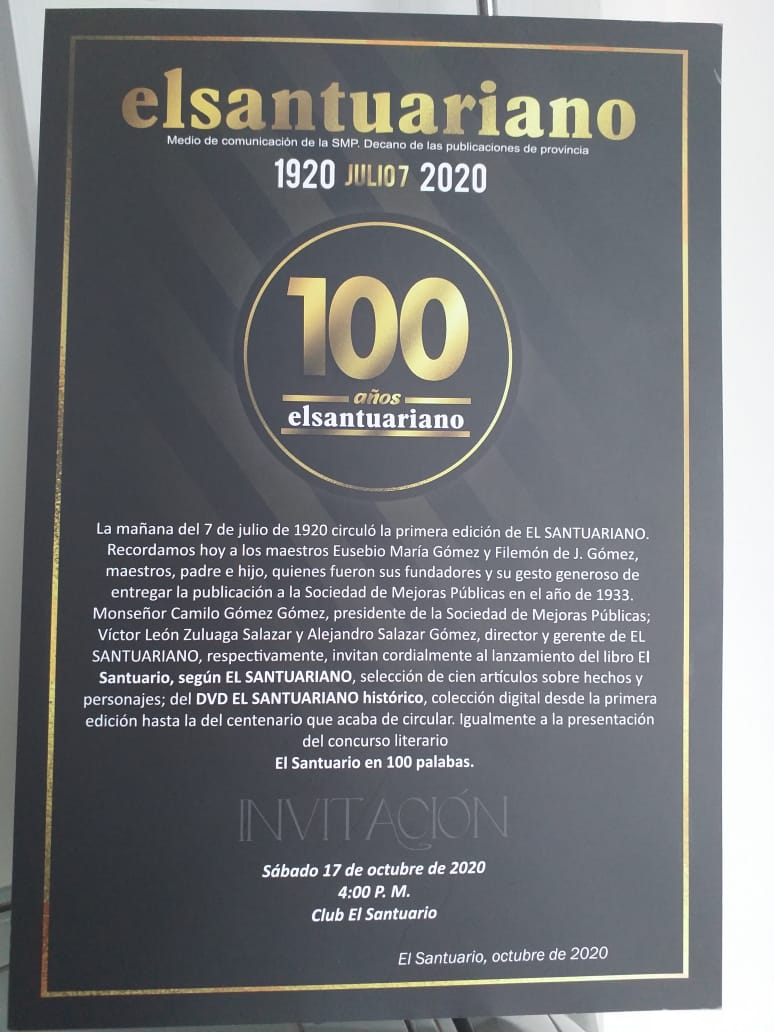 elsantuariano
Medio de comunicación de la SMP. Decano de las publicaciones de provincia
1920 JULIO 7 2020
100
años
elsantuariano
La mañana del 7 de julio de 1920 circuló la primera edición de EL SANTUARIANO.
Recordamos hoy a los maestros Eusebio María Gómez y Filemón de J. Gómez,
maestros, padre e hijo, quienes fueron sus fundadores y su gesto generoso de
entregar la publicación a la Sociedad de Mejoras Públicas en el año de 1933.
Monseñor Camilo Gómez Gómez, presidente de la Sociedad de Mejoras Públicas;
Víctor León Zuluaga Salazar y Alejandro Salazar Gómez, director y gerente de EL
SANTUARIANO, respectivamente, invitan cordialmente al lanzamiento del libro El
Santuario, según EL SANTUARIANO, selección de cien artículos sobre hechos y
personajes; del DVD EL SANTUARIANO histórico, colección digital desde la primera
edición hasta la del centenario que acaba de circular. Igualmente a la presentación
del concurso literario
El Santuario en 100 palabas.
INVITACIÓN
Sábado 17 de octubre de 2020
4:00 P. M.
Club El Santuario
El Santuario, octubre de 2020